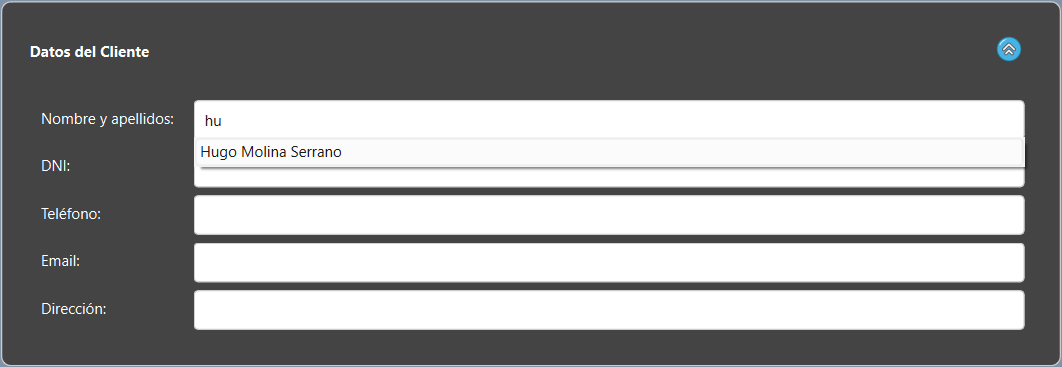 Datos del Cliente
Nombre y apellidos: hu
Hugo Molina Serrano
DNI:
Teléfono:
Email:
Dirección: